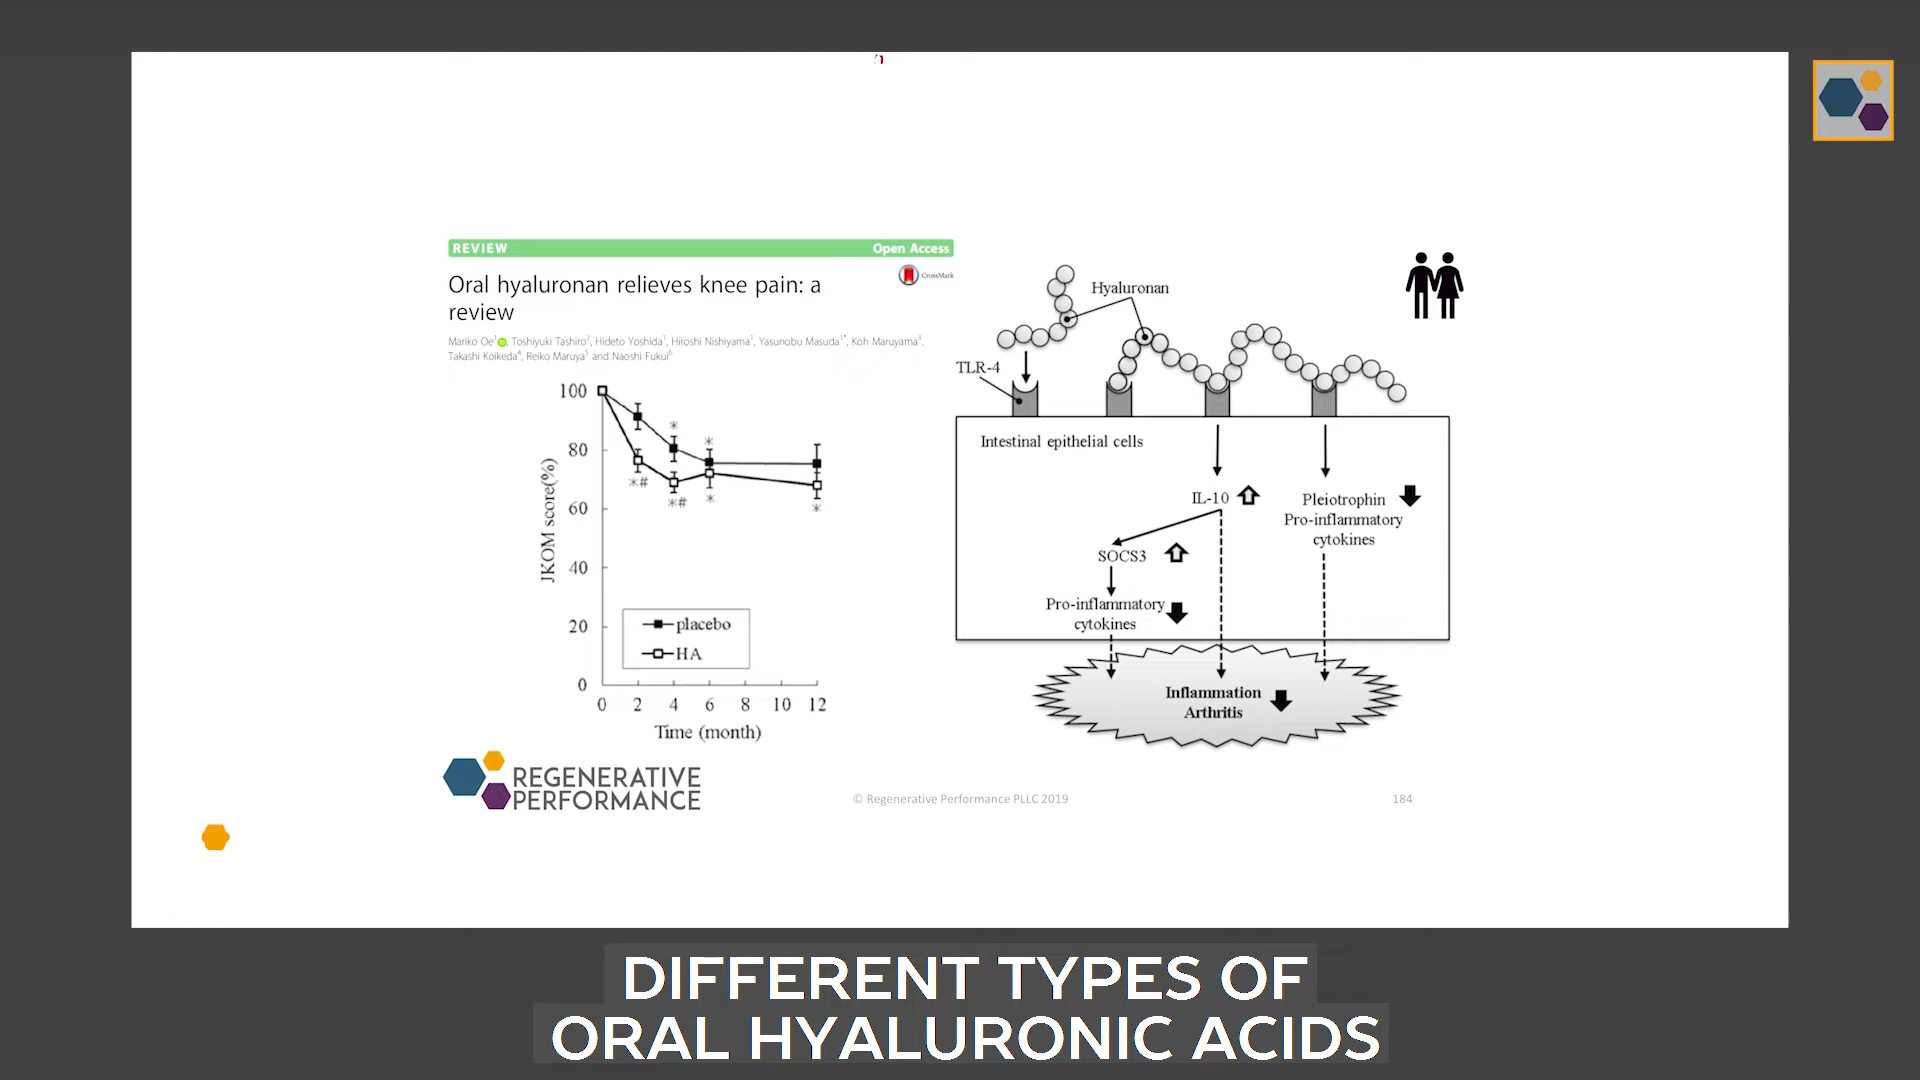 REVIEW Open Access
CrossMark
Oral hyaluronan relieves knee pain: a
review
Mariko Oe1, Toshiyuki Tashiro2, Hideto Yoshida1, Hiroshi Nishiyama1, Yasunobu Masuda1*, Koh Maruyama3,
Takashi Koikeda4, Reiko Maruya5 and Naoshi Fukui6
100
80
60
40
20
0
JKOM score(%)
* *
*# *# * *
placebo
HA
0 2 4 6 8 10 12
Time (month)
Hyaluronan
TLR-4
Intestinal epithelial cells
IL-10
Pleiotrophin
Pro-inflammatory
cytokines
SOCS3
Pro-inflammatory
cytokines
Inflammation
Arthritis
REGENERATIVE
PERFORMANCE
© Regenerative Performance PLLC 2019
184
DIFFERENT TYPES OF
ORAL HYALURONIC ACIDS